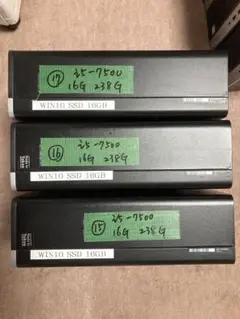 ⑰ i5-7500
16G 238G
WIN10 SSD 16GB
⑯ i5-7500
16G 238G
WIN10 SSD 16GB
⑮ i5-7500
16G 238G
WIN10 SSD 16GB